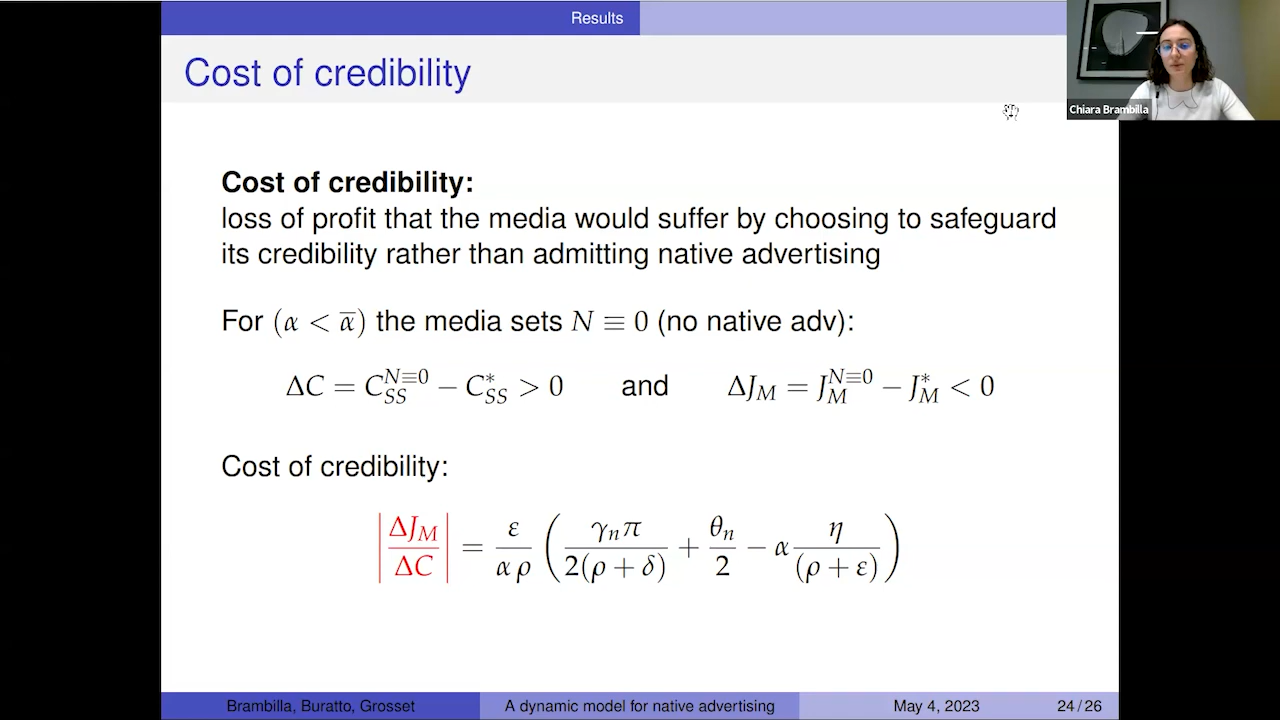 Results
Cost of credibility
Chiara Brambilla
Cost of credibility:
loss of profit that the media would suffer by choosing to safeguard
its credibility rather than admitting native advertising
For (α < ᾱ) the media sets N ≡ 0 (no native adv):
ΔC = C_{SS}^{N≡0} − C_{SS}^{*} > 0 and ΔJ_M = J_M^{N≡0} − J_M^{*} < 0
Cost of credibility:
|ΔJ_M / ΔC| = ε / (α ρ) ( γ_n π / 2(ρ + δ) + θ_n / 2 − α η / (ρ + ε) )
Brambilla, Buratto, Grosset A dynamic model for native advertising May 4, 2023 24 / 26